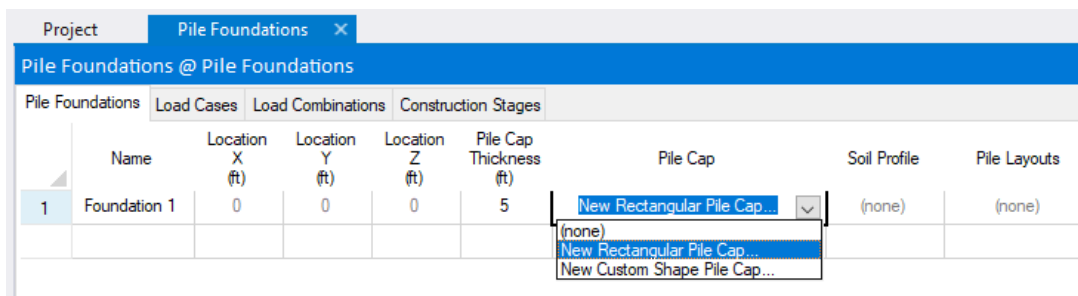 Project Pile Foundations ×
Pile Foundations @ Pile Foundations
Pile Foundations Load Cases Load Combinations Construction Stages
Name Location X (ft) Location Y (ft) Location Z (ft) Pile Cap Thickness (ft) Pile Cap Soil Profile Pile Layouts
1 Foundation 1 0 0 0 5 New Rectangular Pile Cap... (none) (none)
(none)
New Rectangular Pile Cap...
New Custom Shape Pile Cap...